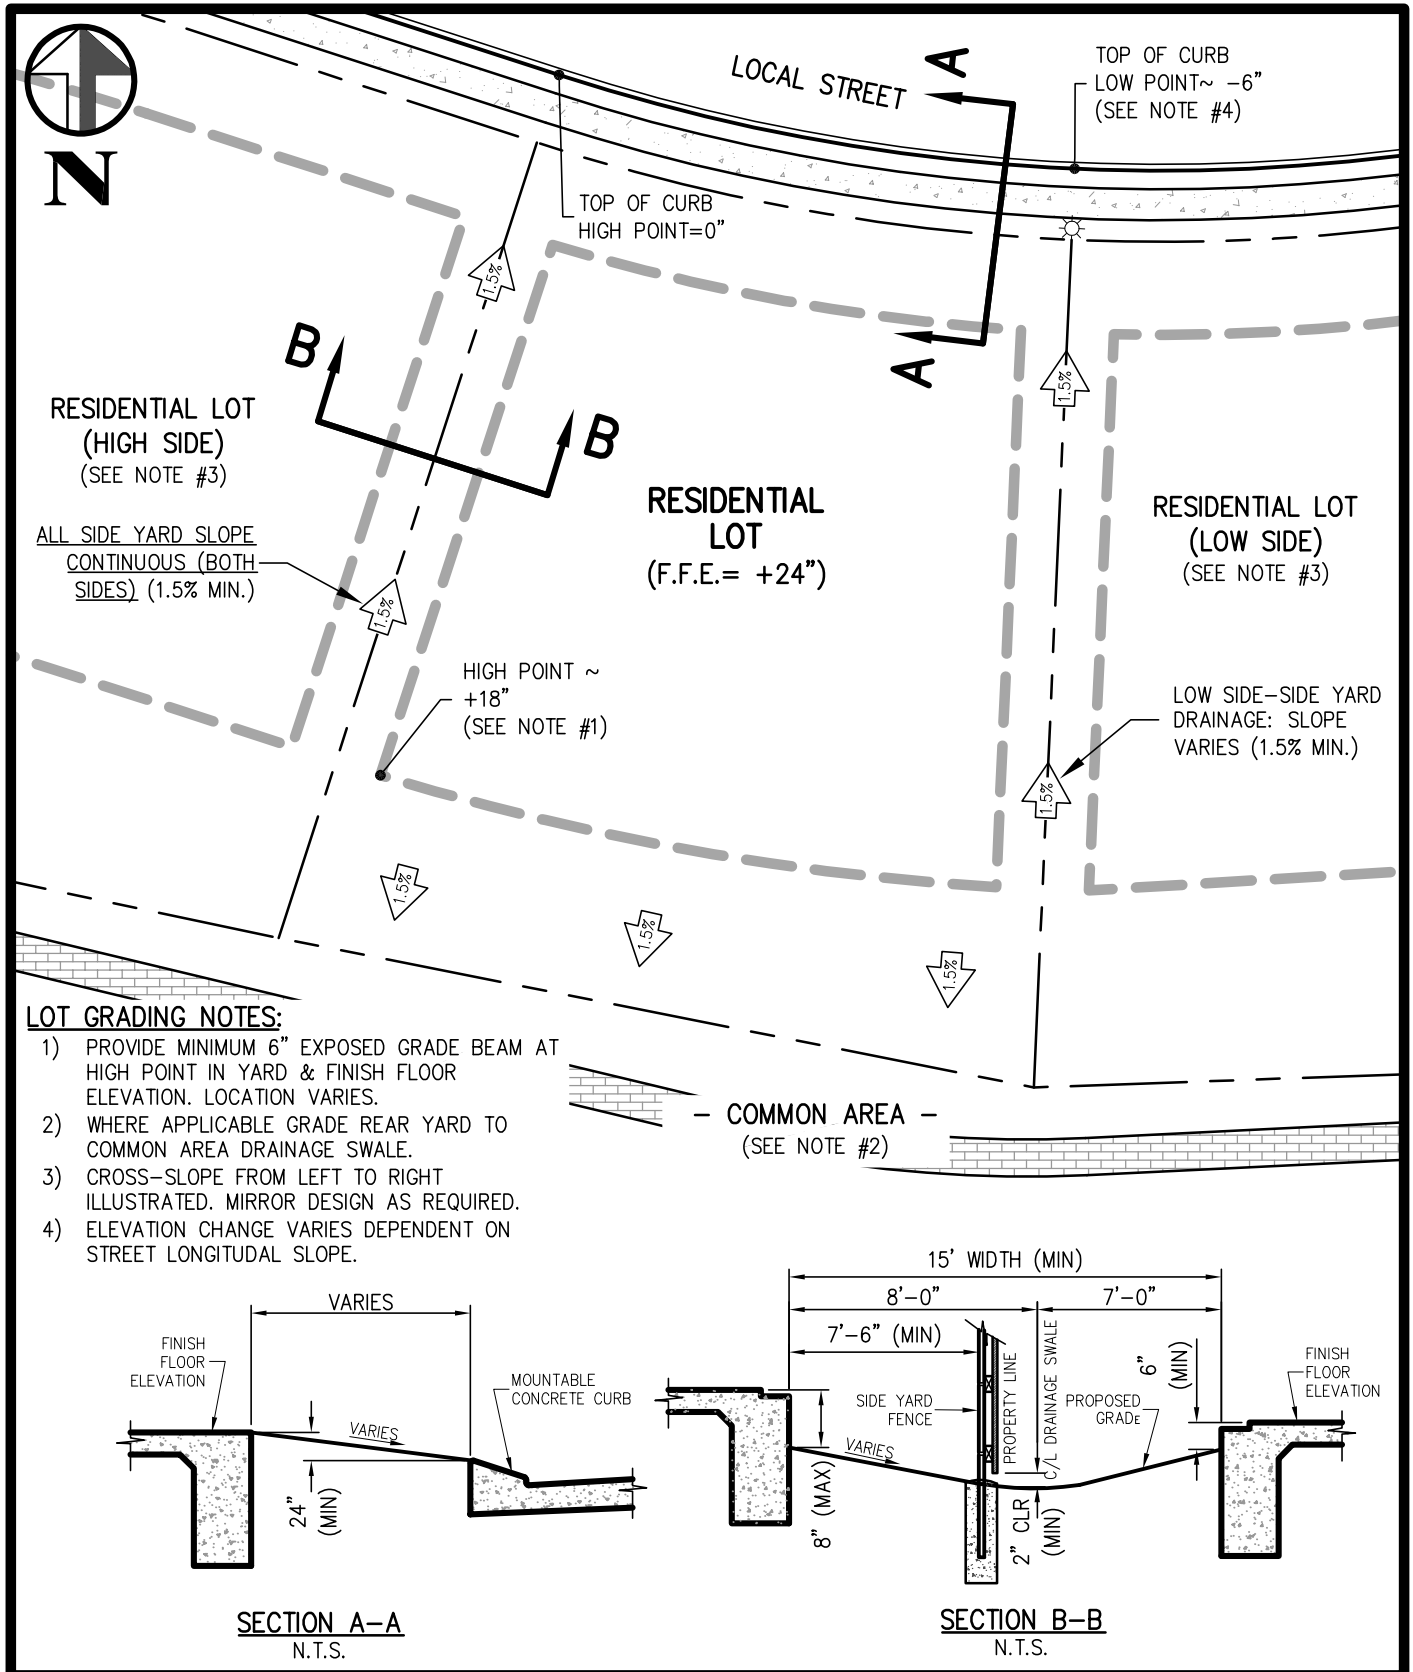 N
LOCAL STREET
A
TOP OF CURB
LOW POINT~ -6"
(SEE NOTE #4)
TOP OF CURB
HIGH POINT=0"
1.5%
A
1.5%
B
B
RESIDENTIAL LOT
(HIGH SIDE)
(SEE NOTE #3)
RESIDENTIAL
LOT
(F.F.E.= +24")
RESIDENTIAL LOT
(LOW SIDE)
(SEE NOTE #3)
ALL SIDE YARD SLOPE
CONTINUOUS (BOTH
SIDES) (1.5% MIN.)
1.5%
HIGH POINT ~
+18"
(SEE NOTE #1)
LOW SIDE-SIDE YARD
DRAINAGE: SLOPE
VARIES (1.5% MIN.)
1.5%
1.5%
1.5%
1.5%
LOT GRADING NOTES:
1) PROVIDE MINIMUM 6" EXPOSED GRADE BEAM AT
HIGH POINT IN YARD & FINISH FLOOR
ELEVATION. LOCATION VARIES.
2) WHERE APPLICABLE GRADE REAR YARD TO
COMMON AREA DRAINAGE SWALE.
3) CROSS-SLOPE FROM LEFT TO RIGHT
ILLUSTRATED. MIRROR DESIGN AS REQUIRED.
4) ELEVATION CHANGE VARIES DEPENDENT ON
STREET LONGITUDAL SLOPE.
- COMMON AREA -
(SEE NOTE #2)
VARIES
FINISH
FLOOR
ELEVATION
MOUNTABLE
CONCRETE CURB
VARIES
24"
(MIN)
SECTION A-A
N.T.S.
15' WIDTH (MIN)
8'-0"
7'-0"
7'-6" (MIN)
SIDE YARD
FENCE
PROPERTY LINE
C/L DRAINAGE SWALE
PROPOSED
GRADE
6"
(MIN)
FINISH
FLOOR
ELEVATION
VARIES
8" (MAX)
2" CLR
(MIN)
SECTION B-B
N.T.S.